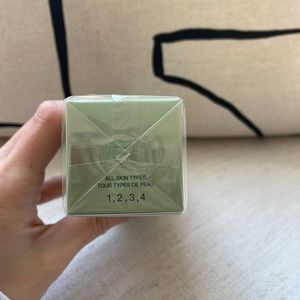 ALL SKIN TYPES
TOUS TYPES DE PEAU
1,2,3,4